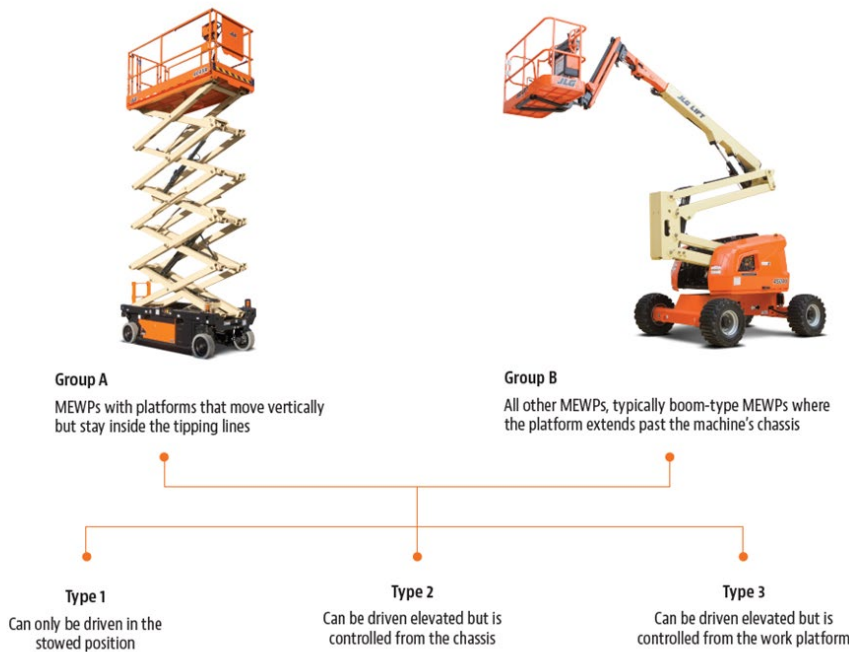 JLG
JLG LIFT
Group A
MEWPs with platforms that move vertically
but stay inside the tipping lines
Group B
All other MEWPs, typically boom-type MEWPs where
the platform extends past the machine's chassis
Type 1
Can only be driven in the
stowed position
Type 2
Can be driven elevated but is
controlled from the chassis
Type 3
Can be driven elevated but is
controlled from the work platform